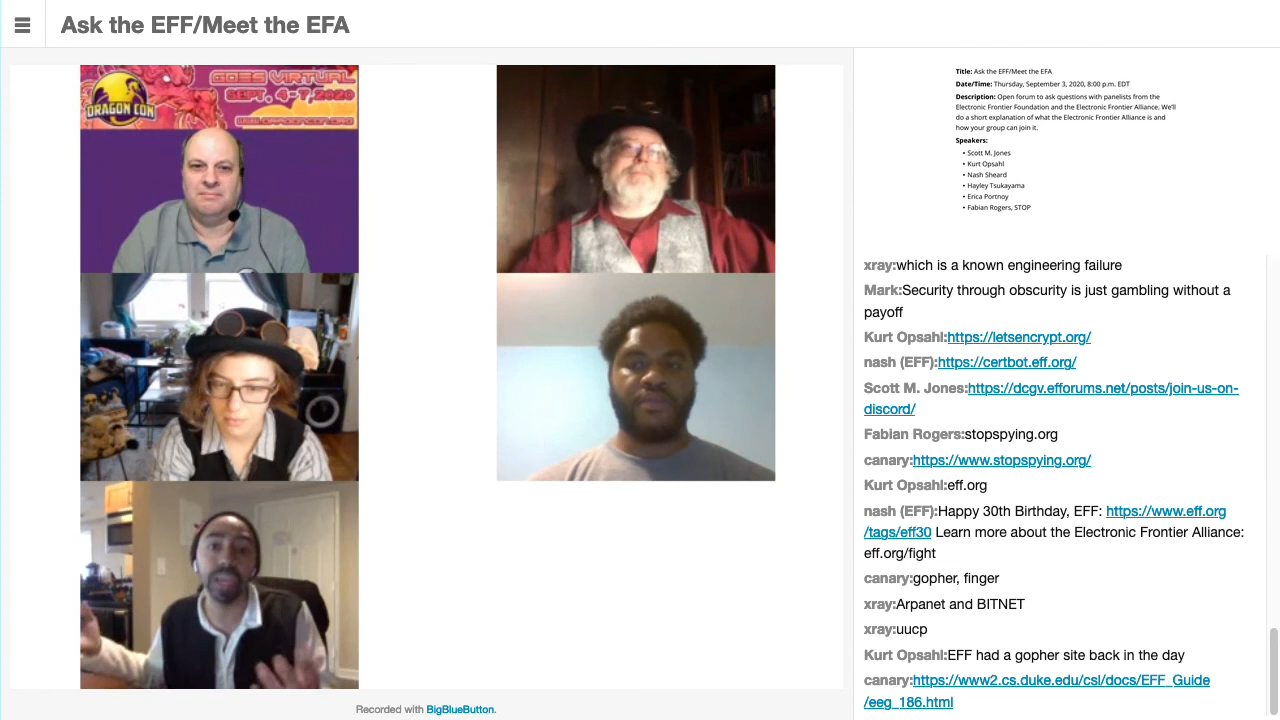 Ask the EFF/Meet the EFA
GOES VIRTUAL
SEPT. 4-7, 2020
DRAGON CON
Title: Ask the EFF/Meet the EFA
Date/Time: Thursday, September 3, 2020, 8:00 p.m. EDT
Description: Open forum to ask questions with panelists from the
Electronic Frontier Foundation and the Electronic Frontier Alliance. We'll
do a short explanation of what the Electronic Frontier Alliance is and
how your group can join it.
Speakers:
• Scott M. Jones
• Kurt Opsahl
• Nash Sheard
• Hayley Tsukayama
• Erica Portnoy
• Fabian Rogers, STOP
xray:which is a known engineering failure
Mark:Security through obscurity is just gambling without a
payoff
Kurt Opsahl:https://letsencrypt.org/
nash (EFF):https://certbot.eff.org/
Scott M. Jones:https://dcgv.efforums.net/posts/join-us-on-
discord/
Fabian Rogers:stopspying.org
canary:https://www.stopspying.org/
Kurt Opsahl:eff.org
nash (EFF):Happy 30th Birthday, EFF: https://www.eff.org
/tags/eff30 Learn more about the Electronic Frontier Alliance:
eff.org/fight
canary:gopher, finger
xray:Arpanet and BITNET
xray:uucp
Kurt Opsahl:EFF had a gopher site back in the day
canary:https://www2.cs.duke.edu/csl/docs/EFF_Guide
/eeg_186.html
Recorded with BigBlueButton.